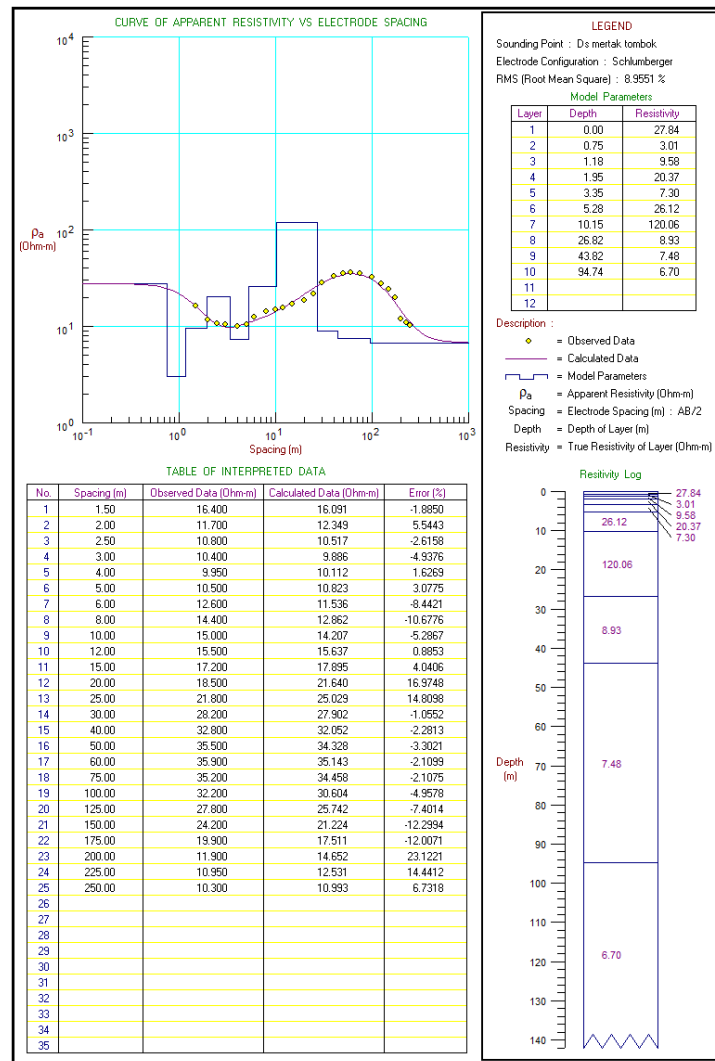 CURVE OF APPARENT RESISTIVITY VS ELECTRODE SPACING
10^4
10^3
10^2
10^1
10^0
ρa
(Ohm-m)
10^-1 10^0 10^1 10^2 10^3
Spacing (m)
LEGEND
Sounding Point : Ds mertak tombok
Electrode Configuration : Schlumberger
RMS (Root Mean Square) : 8.9551 %
Model Parameters
Layer Depth Resistivity
1 0.00 27.84
2 0.75 3.01
3 1.18 9.58
4 1.95 20.37
5 3.35 7.30
6 5.28 26.12
7 10.15 120.06
8 26.82 8.93
9 43.82 7.48
10 94.74 6.70
11
12
Description :
= Observed Data
= Calculated Data
= Model Parameters
ρa = Apparent Resistivity (Ohm-m)
Spacing = Electrode Spacing (m) : AB/2
Depth = Depth of Layer (m)
Resistivity = True Resistivity of Layer (Ohm-m)
TABLE OF INTERPRETED DATA
No. Spacing (m) Observed Data (Ohm-m) Calculated Data (Ohm-m) Error (%)
1 1.50 16.400 16.091 -1.8850
2 2.00 11.700 12.349 5.5443
3 2.50 10.800 10.517 -2.6158
4 3.00 10.400 9.886 -4.9376
5 4.00 9.950 10.112 1.6269
6 5.00 10.500 10.823 3.0775
7 6.00 12.600 11.536 -8.4421
8 8.00 14.400 12.862 -10.6776
9 10.00 15.000 14.207 -5.2867
10 12.00 15.500 15.637 0.8853
11 15.00 17.200 17.895 4.0406
12 20.00 18.500 21.640 16.9748
13 25.00 21.800 25.029 14.8098
14 30.00 28.200 27.902 -1.0552
15 40.00 32.800 32.052 -2.2813
16 50.00 35.500 34.328 -3.3021
17 60.00 35.900 35.143 -2.1099
18 75.00 35.200 34.458 -2.1075
19 100.00 32.200 30.604 -4.9578
20 125.00 27.800 25.742 -7.4014
21 150.00 24.200 21.224 -12.2994
22 175.00 19.900 17.511 -12.0071
23 200.00 11.900 14.652 23.1221
24 225.00 10.950 12.531 14.4412
25 250.00 10.300 10.993 6.7318
26
27
28
29
30
31
32
33
34
35
Resitivity Log
0
10
20
30
40
50
60
70
80
90
100
110
120
130
140
Depth
(m)
27.84
3.01
9.58
20.37
7.30
26.12
120.06
8.93
7.48
6.70